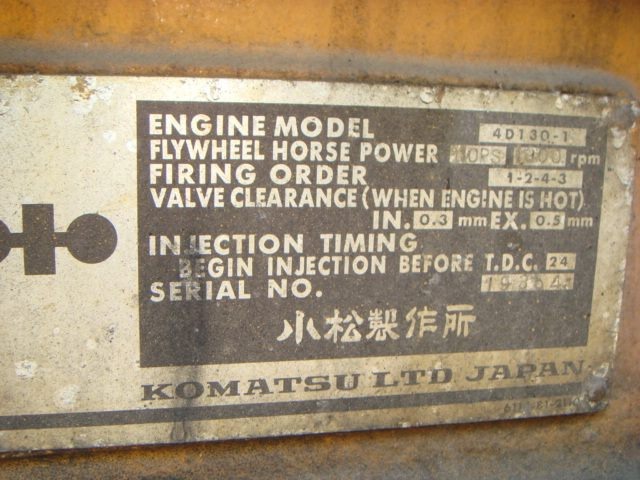 ENGINE MODEL 4D130-1
FLYWHEEL HORSE POWER rpm
FIRING ORDER 1-2-4-3
VALVE CLEARANCE (WHEN ENGINE IS HOT)
IN. 0.3 mm EX. 0.5 mm
INJECTION TIMING
BEGIN INJECTION BEFORE T.D.C. 24
SERIAL NO.
小松製作所
KOMATSU LTD JAPAN